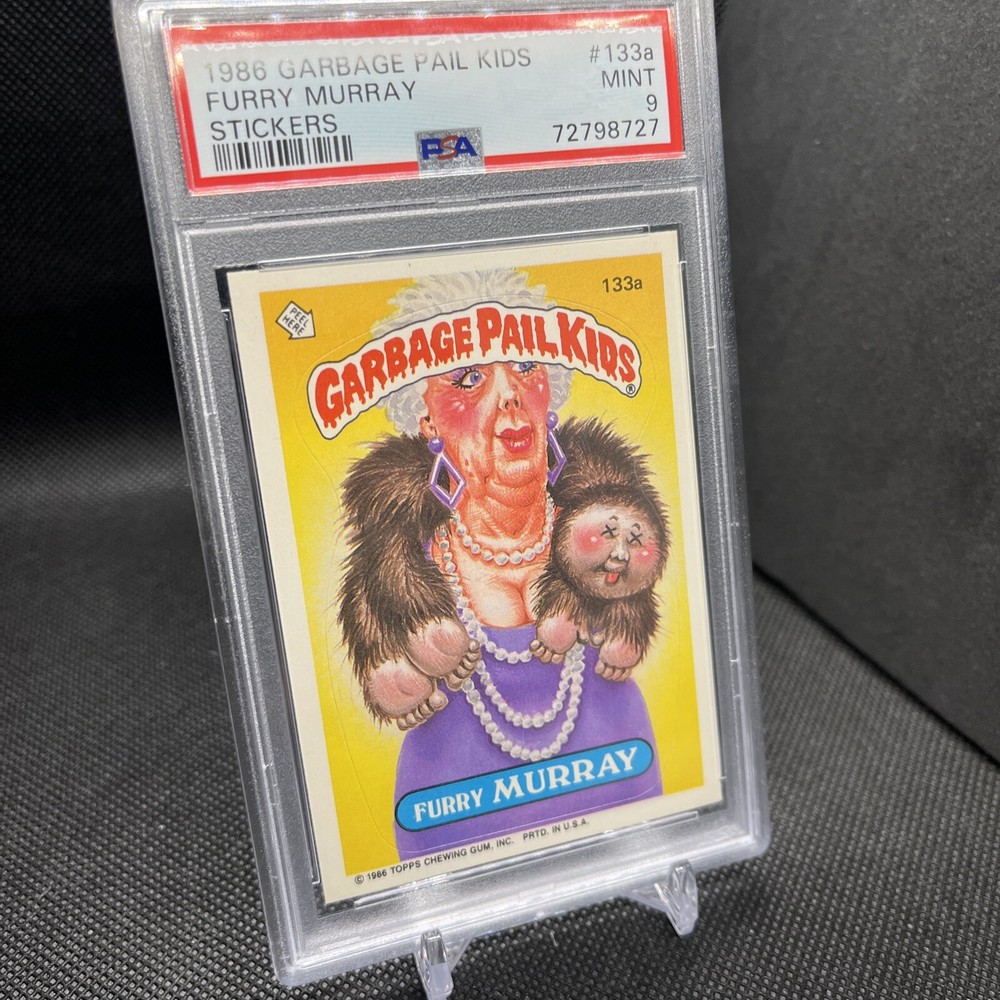 1986 GARBAGE PAIL KIDS #133a
FURRY MURRAY MINT
STICKERS 9
PSA 72798727
133a
PEEL
HERE
GARBAGE PAIL KIDS®
FURRY MURRAY
© 1986 TOPPS CHEWING GUM, INC. PRTD. IN U.S.A.